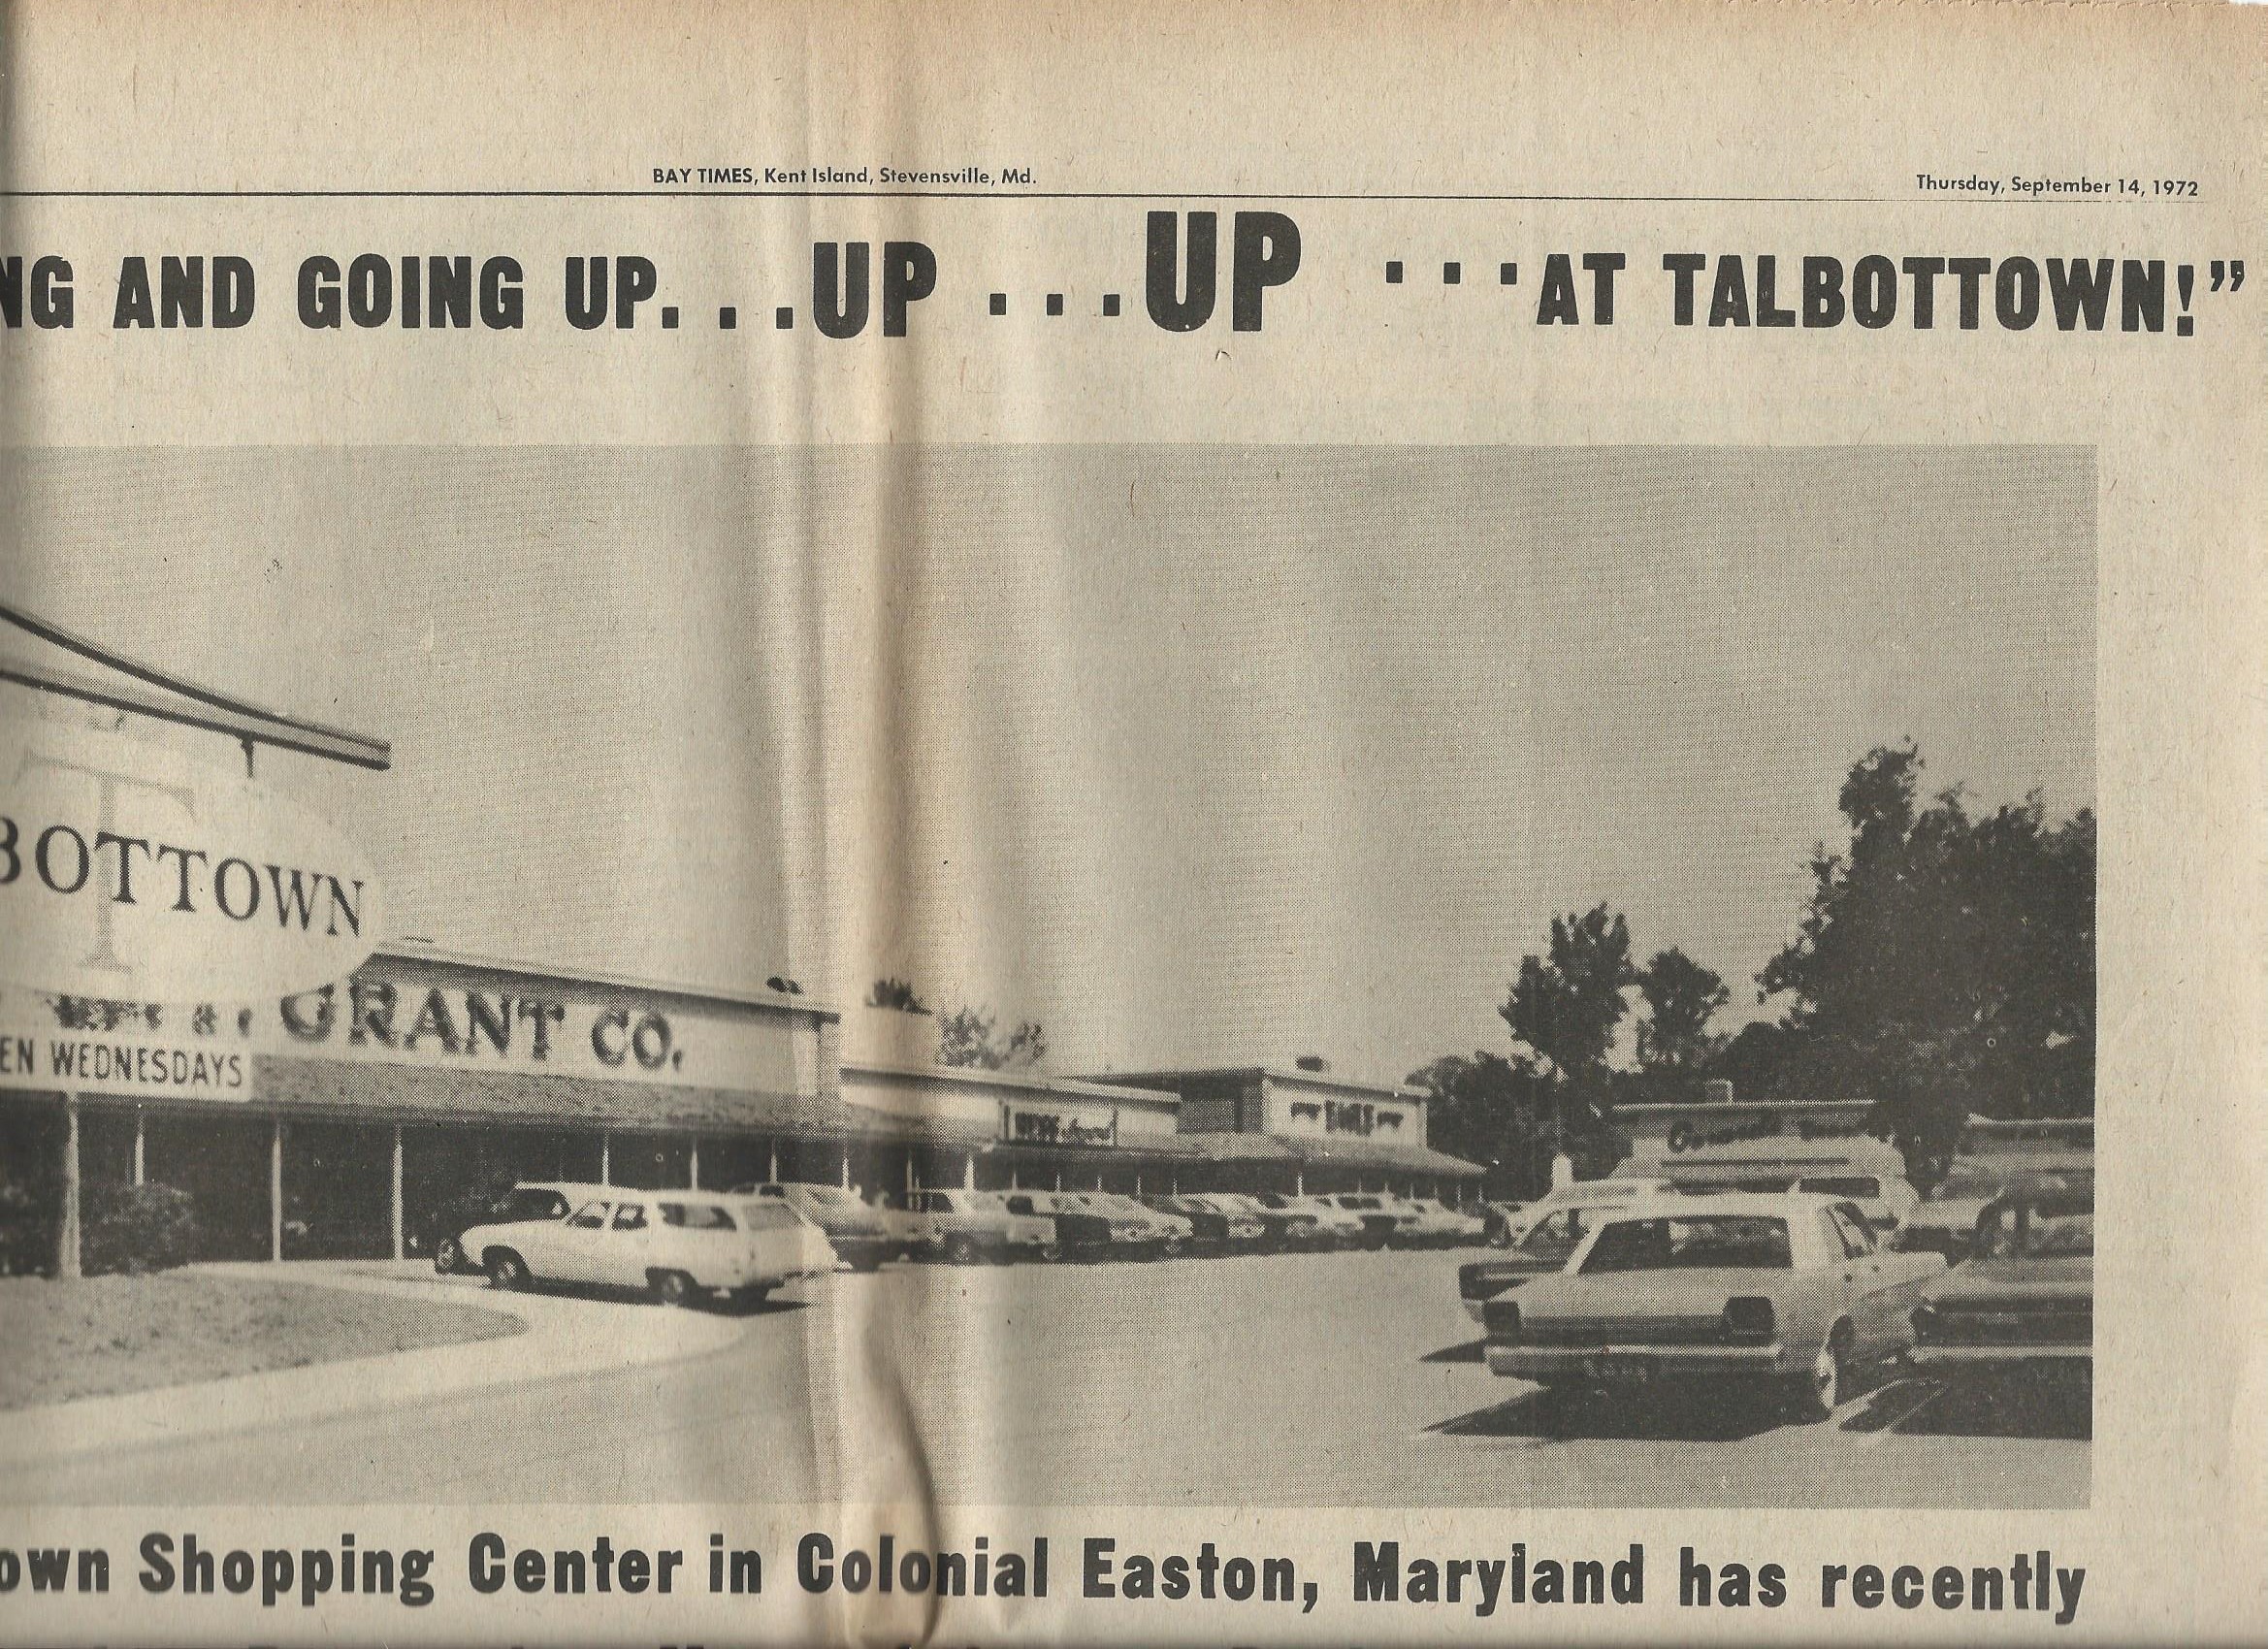 BAY TIMES, Kent Island, Stevensville, Md.
Thursday, September 14, 1972
NG AND GOING UP. . .UP . . .UP . . .AT TALBOTTOWN!”
T
BOTTOWN
GRANT CO.
EN WEDNESDAYS
own Shopping Center in Colonial Easton, Maryland has recently